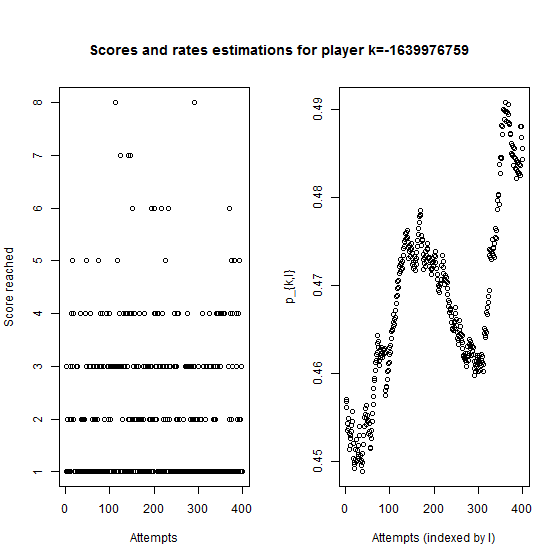 Scores and rates estimations for player k=-1639976759
Score reached
8
7
6
5
4
3
2
1
0 100 200 300 400
Attempts
p_{k,l}
0.49
0.48
0.47
0.46
0.45
0 100 200 300 400
Attempts (indexed by l)